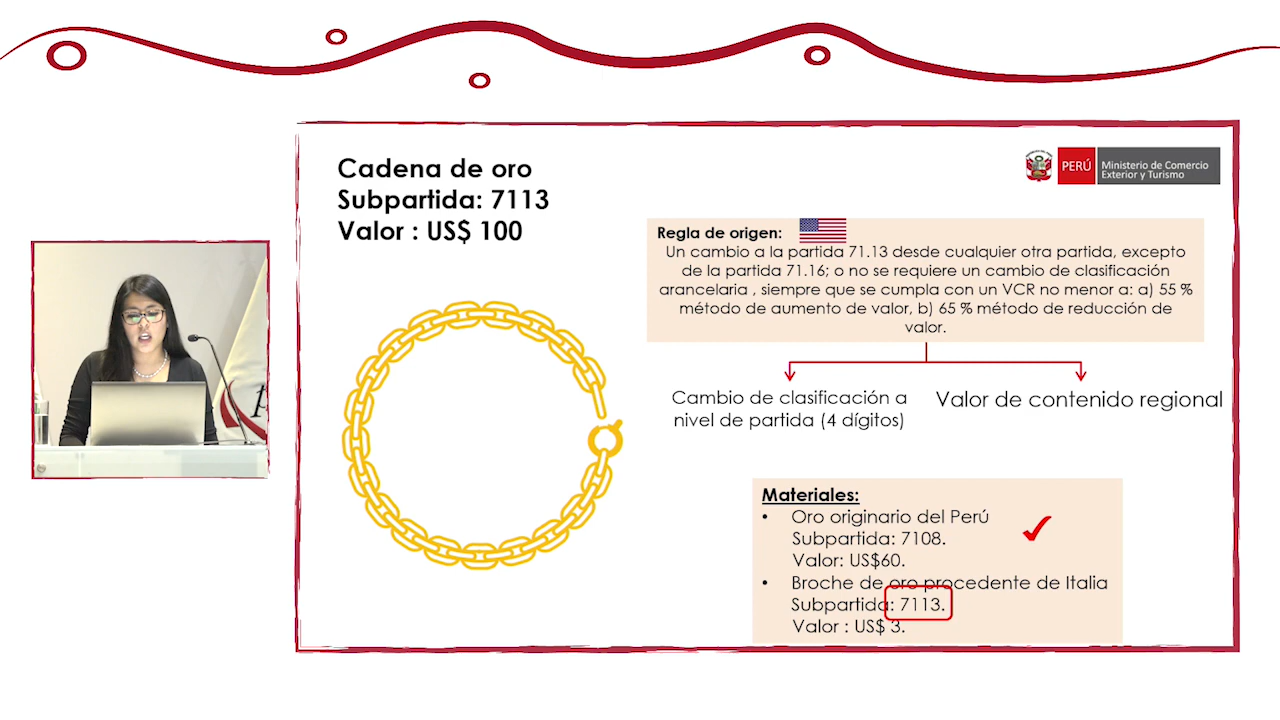 Cadena de oro
Subpartida: 7113
Valor : US$ 100
PERÚ
Ministerio de Comercio
Exterior y Turismo
Regla de origen:
Un cambio a la partida 71.13 desde cualquier otra partida, excepto
de la partida 71.16; o no se requiere un cambio de clasificación
arancelaria , siempre que se cumpla con un VCR no menor a: a) 55 %
método de aumento de valor, b) 65 % método de reducción de
valor.
Cambio de clasificación a
nivel de partida (4 dígitos)
Valor de contenido regional
Materiales:
• Oro originario del Perú
Subpartida: 7108.
Valor: US$60.
• Broche de oro procedente de Italia
Subpartida: 7113.
Valor : US$ 3.